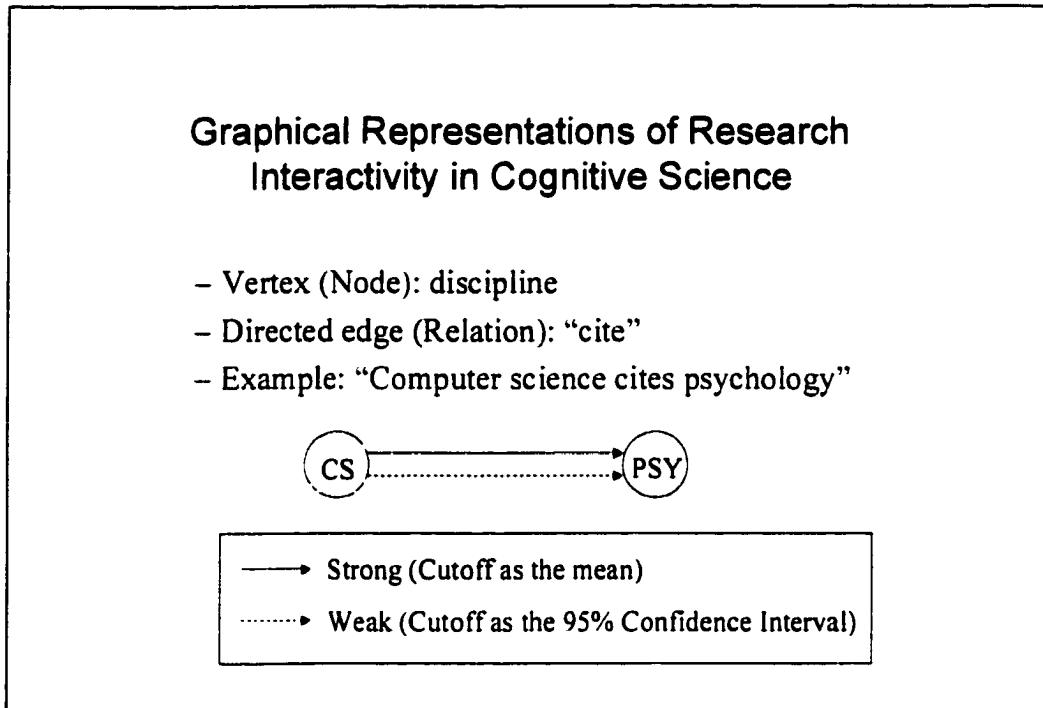 Graphical Representations of Research
Interactivity in Cognitive Science
– Vertex (Node): discipline
– Directed edge (Relation): “cite”
– Example: “Computer science cites psychology”
CS PSY
Strong (Cutoff as the mean)
Weak (Cutoff as the 95% Confidence Interval)